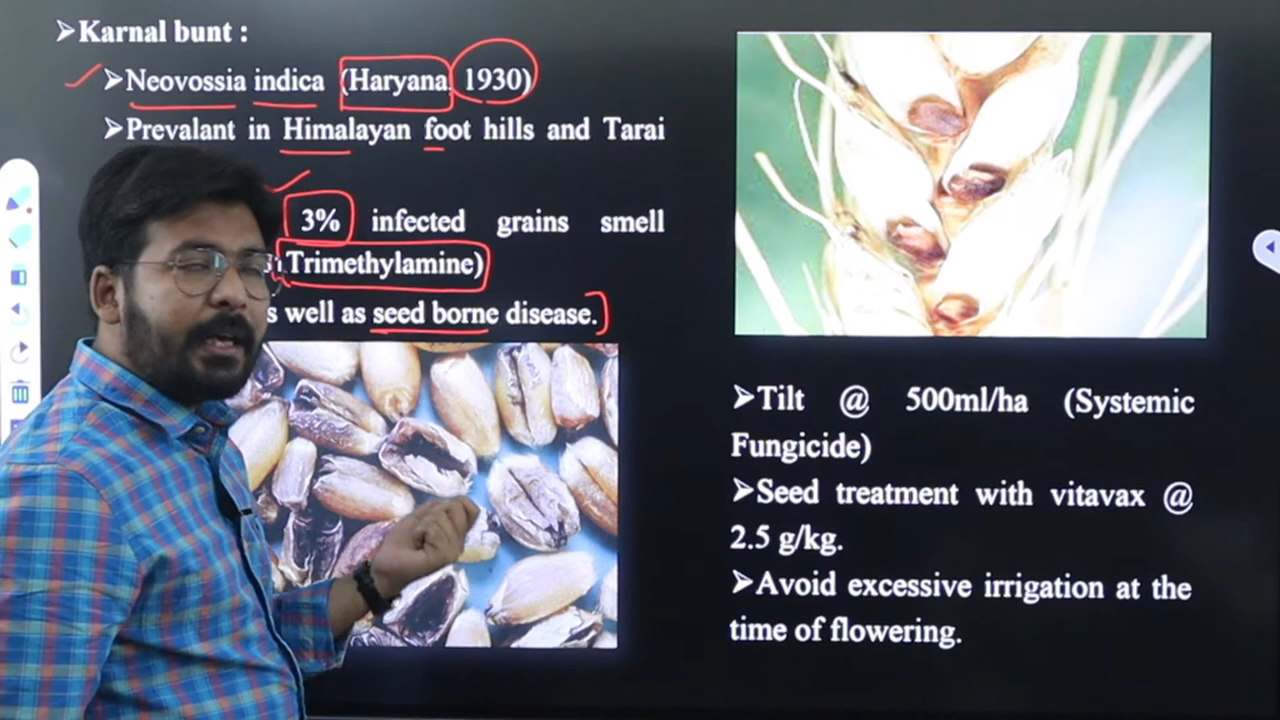 ➤Karnal bunt :
➤Neovossia indica (Haryana, 1930)
➤Prevalant in Himalayan foot hills and Tarai
3% infected grains smell
Trimethylamine)
s well as seed borne disease.
➤Tilt @ 500ml/ha (Systemic
Fungicide)
➤Seed treatment with vitavax @
2.5 g/kg.
➤Avoid excessive irrigation at the
time of flowering.